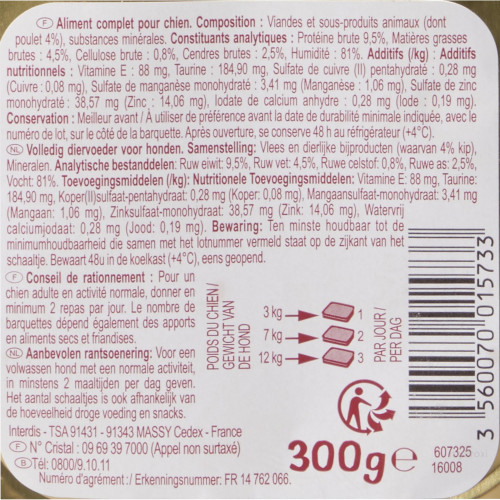 F Aliment complet pour chien. Composition : Viandes et sous-produits animaux (dont
poulet 4%), substances minérales. Constituants analytiques : Protéine brute 9,5%, Matières grasses
brutes : 4,5%, Cellulose brute : 0,8%, Cendres brutes : 2,5%, Humidité : 81%. Additifs (/kg) : Additifs
nutritionnels : Vitamine E : 88 mg, Taurine : 184,90 mg, Sulfate de cuivre (II) pentahydraté : 0,28 mg
(Cuivre : 0,08 mg), Sulfate de manganèse monohydraté : 3,41 mg (Manganèse : 1,06 mg), Sulfate de zinc
monohydraté : 38,57 mg (Zinc : 14,06 mg), Iodate de calcium anhydre : 0,28 mg (Iode : 0,19 mg).
Conservation : Meilleur avant / À utiliser de préférence avant la date de durabilité minimale indiquée, avec le
numéro de lot, sur le côté de la barquette. Après ouverture, se conserve 48 h au réfrigérateur (+4°C).
NL Volledig diervoeder voor honden. Samenstelling: Vlees en dierlijke bijproducten (waarvan 4% kip),
Mineralen. Analytische bestanddelen: Ruw eiwit: 9,5%, Ruw vet: 4,5%, Ruwe celstof: 0,8%, Ruwe as: 2,5%,
Vocht: 81%. Toevoegingsmiddelen (/kg): Nutritionele Toevoegingsmiddelen: Vitamine E: 88 mg, Taurine:
184,90 mg, Koper(II)sulfaat-pentahydraat: 0,28 mg (Koper: 0,08 mg), Mangaansulfaat-monohydraat: 3,41 mg
(Mangaan: 1,06 mg), Zinksulfaat-monohydraat: 38,57 mg (Zink: 14,06 mg), Watervrij
calciumjodaat: 0,28 mg (Jood: 0,19 mg). Bewaring: Ten minste houdbaar tot de
minimumhoudbaarheid die samen met het lotnummer vermeld staat op de zijkant van het
schaaltje. Bewaart 48u in de koelkast (+4°C), eens geopend.
F Conseil de rationnement : Pour un
chien adulte en activité normale, donner en
minimum 2 repas par jour. Le nombre de
barquettes dépend également des apports
en aliments secs et friandises.
NL Aanbevolen rantsoenering: Voor een
volwassen hond met een normale activiteit,
in minstens 2 maaltijden per dag geven.
Het aantal schaaltjes is ook afhankelijk van
de hoeveelheid droge voeding en snacks.
POIDS DU CHIEN /
GEWICHT VAN
DE HOND
3 kg 1
7 kg 2
12 kg 3
PAR JOUR /
PER DAG
3 560070 015733
Interdis - TSA 91431 - 91343 MASSY Cedex - France
F N° Cristal : 09 69 39 7000 (Appel non surtaxé)
B Tél: 0800/9.10.11
Numéro d'agrément / Erkenningsnummer: FR 14 762 066.
300g e
607325
16008